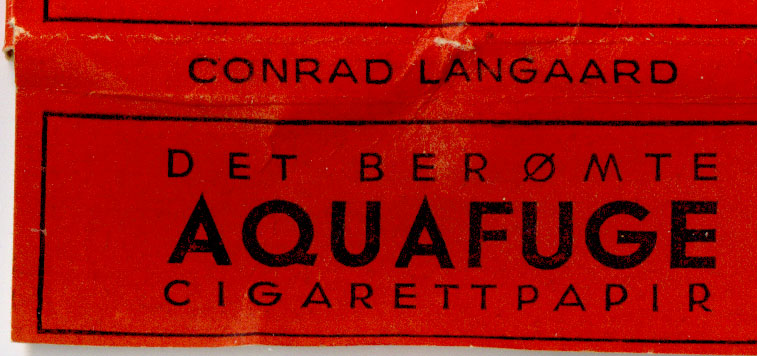 CONRAD LANGAARD
DET BERØMTE
AQUAFUGE
CIGARETTPAPIR